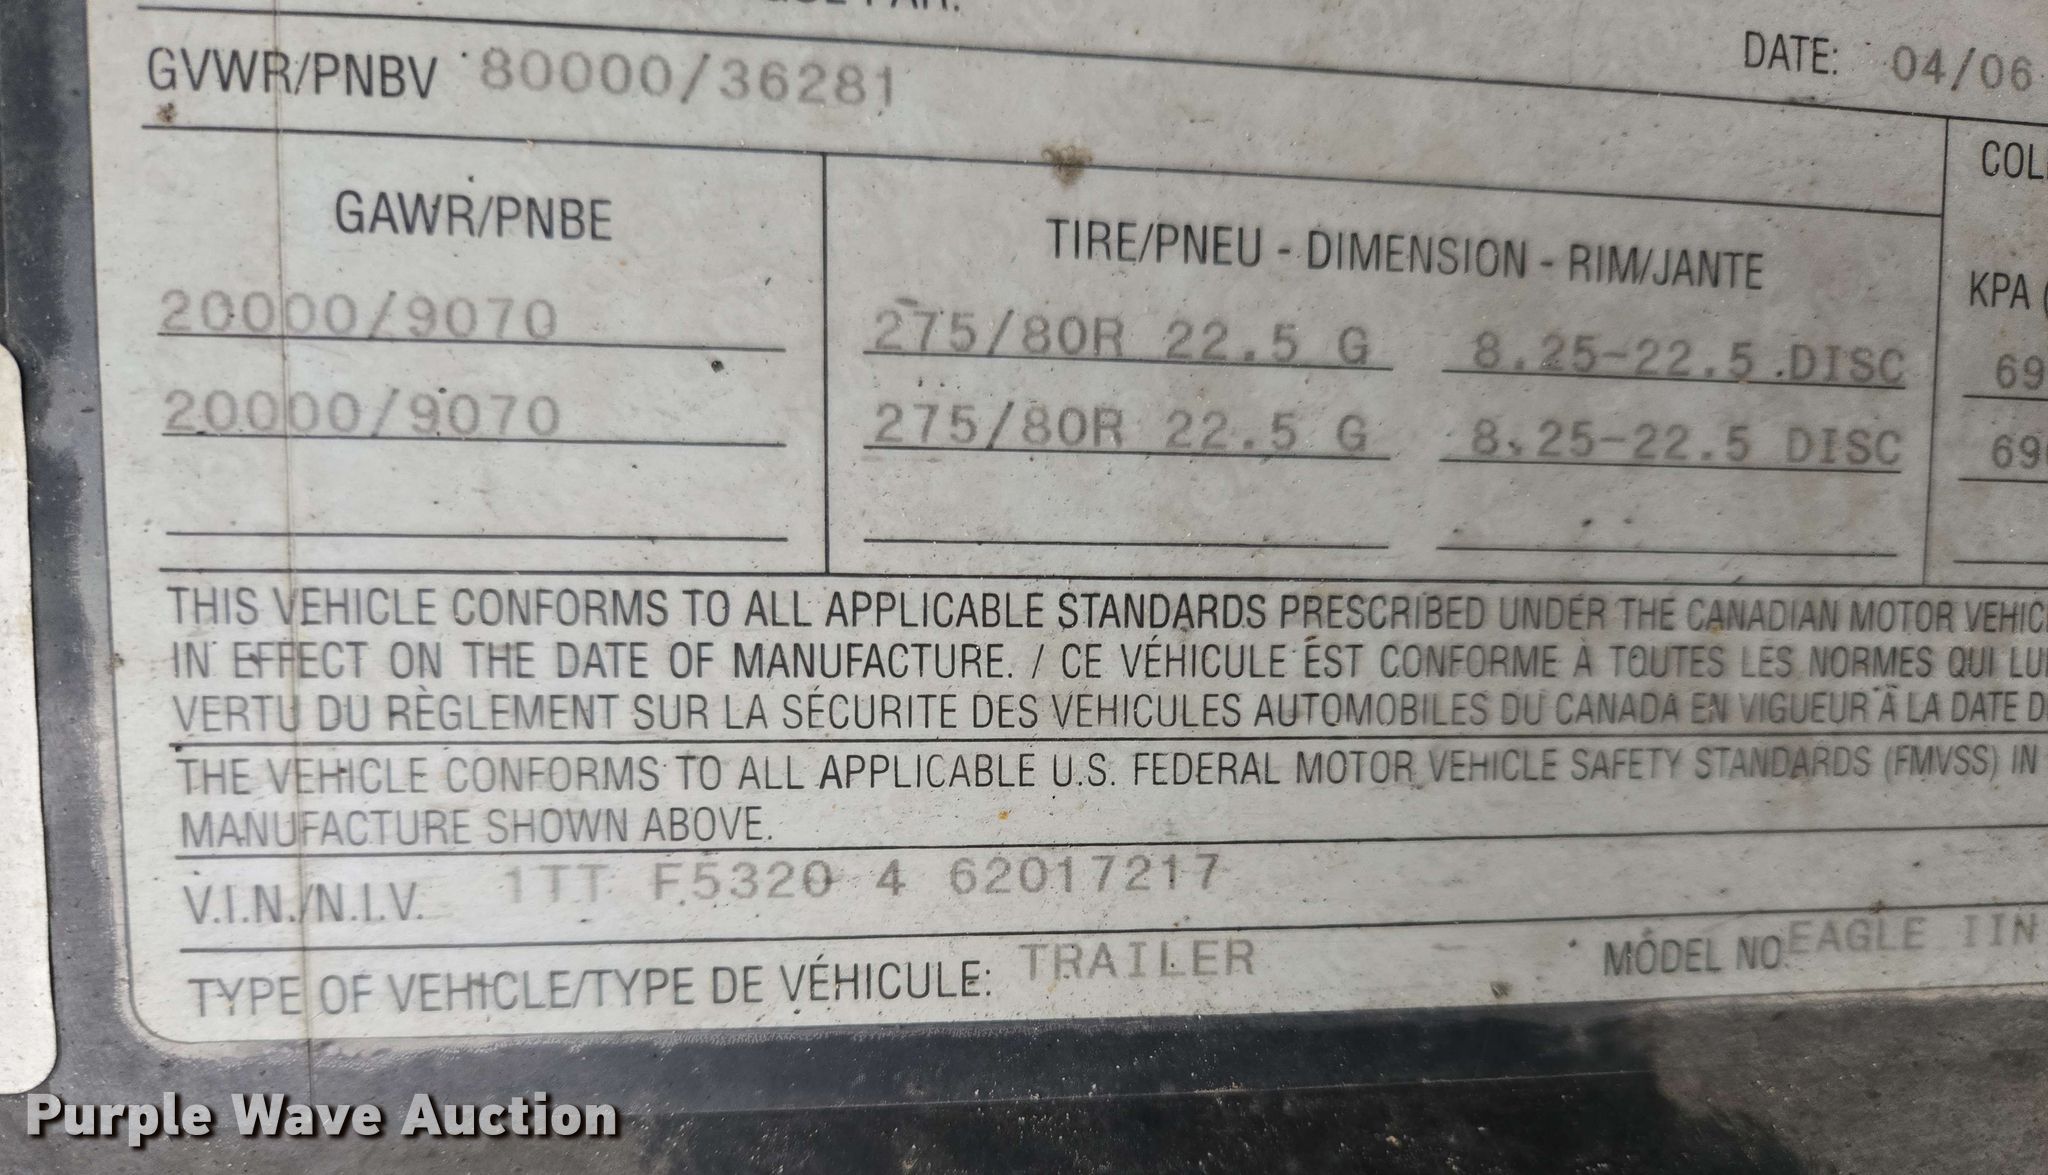 GVWR/PNBV 80000/36281 DATE: 04/06
GAWR/PNBE TIRE/PNEU - DIMENSION - RIM/JANTE KPA (
20000/9070 275/80R 22.5 G 8.25-22.5 DISC 69
20000/9070 275/80R 22.5 G 8.25-22.5 DISC 69
THIS VEHICLE CONFORMS TO ALL APPLICABLE STANDARDS PRESCRIBED UNDER THE CANADIAN MOTOR
IN EFFECT ON THE DATE OF MANUFACTURE. / CE VÉHICULE EST CONFORME À TOUTES LES NORMES QUI
VERTU DU RÈGLEMENT SUR LA SÉCURITÉ DES VÉHICULES AUTOMOBILES DU CANADA EN VIGUEUR À LA DATE
THE VEHICLE CONFORMS TO ALL APPLICABLE U.S. FEDERAL MOTOR VEHICLE SAFETY STANDARDS (FMVSS) IN
MANUFACTURE SHOWN ABOVE.
V.I.N./N.I.V. 1TT F5320 4 62017217
TYPE OF VEHICLE/TYPE DE VÉHICULE: TRAILER MODEL NO. EAGLE IIN
Purple Wave Auction